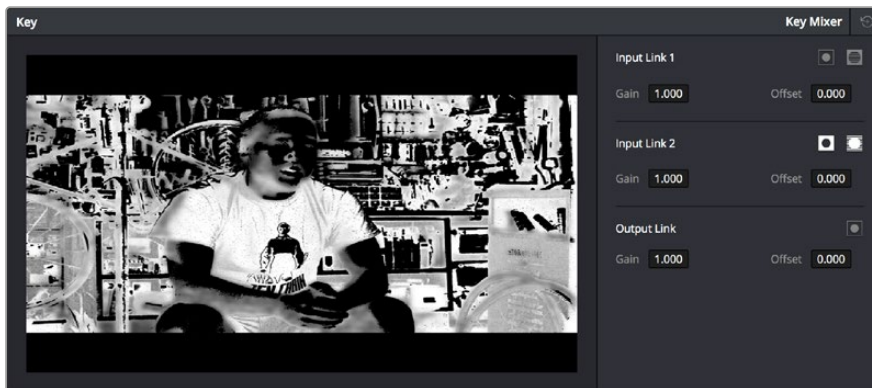 Key
Key Mixer
Input Link 1
Gain 1.000 Offset 0.000
Input Link 2
Gain 1.000 Offset 0.000
Output Link
Gain 1.000 Offset 0.000